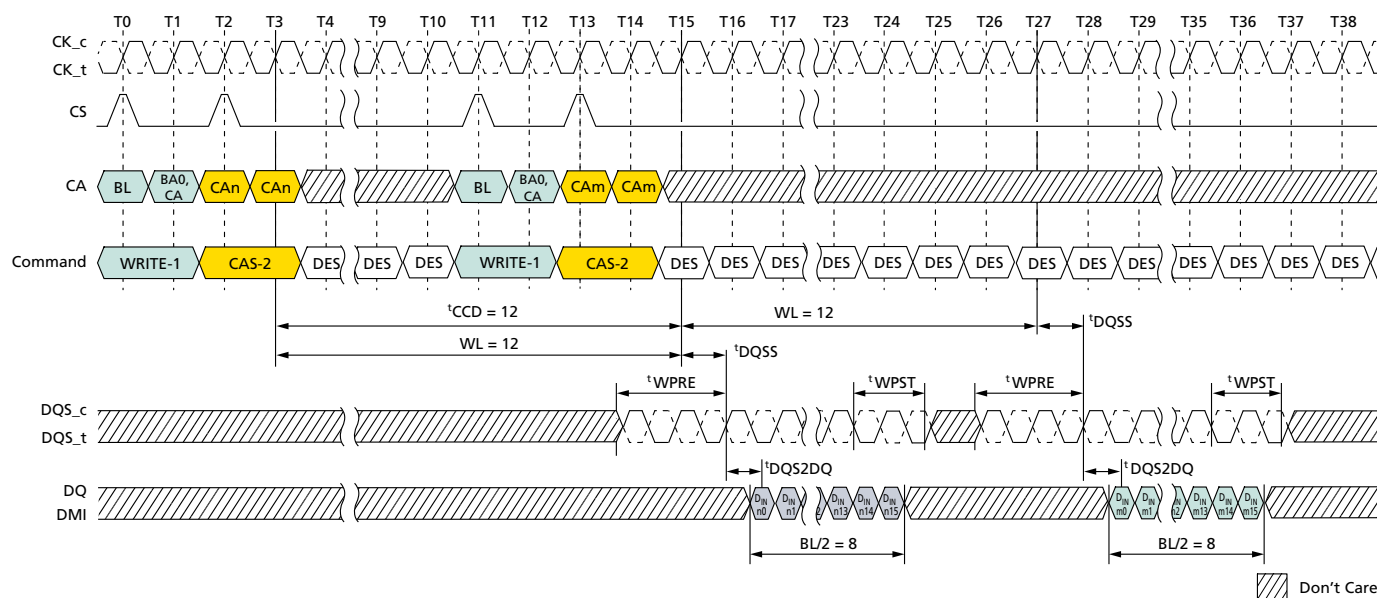 T0 T1 T2 T3 T4 T9 T10 T11 T12 T13 T14 T15 T16 T17 T23 T24 T25 T26 T27 T28 T29 T35 T36 T37 T38
CK_c
CK_t
CS
CA BL BA0, CA CAn CAn BL BA0, CA CAm CAm
Command WRITE-1 CAS-2 DES DES DES WRITE-1 CAS-2 DES DES DES DES DES DES DES DES DES DES DES DES DES DES
tCCD = 12 WL = 12 tDQSS
WL = 12 tDQSS
tWPRE tWPST tWPRE tWPST
DQS_c
DQS_t
tDQS2DQ tDQS2DQ
DQ DIN n0 DIN n1 DIN n13 DIN n14 DIN n15 DIN m0 DIN m1 DIN m13 DIN m14 DIN m15
DMI
BL/2 = 8 BL/2 = 8
Don't Care